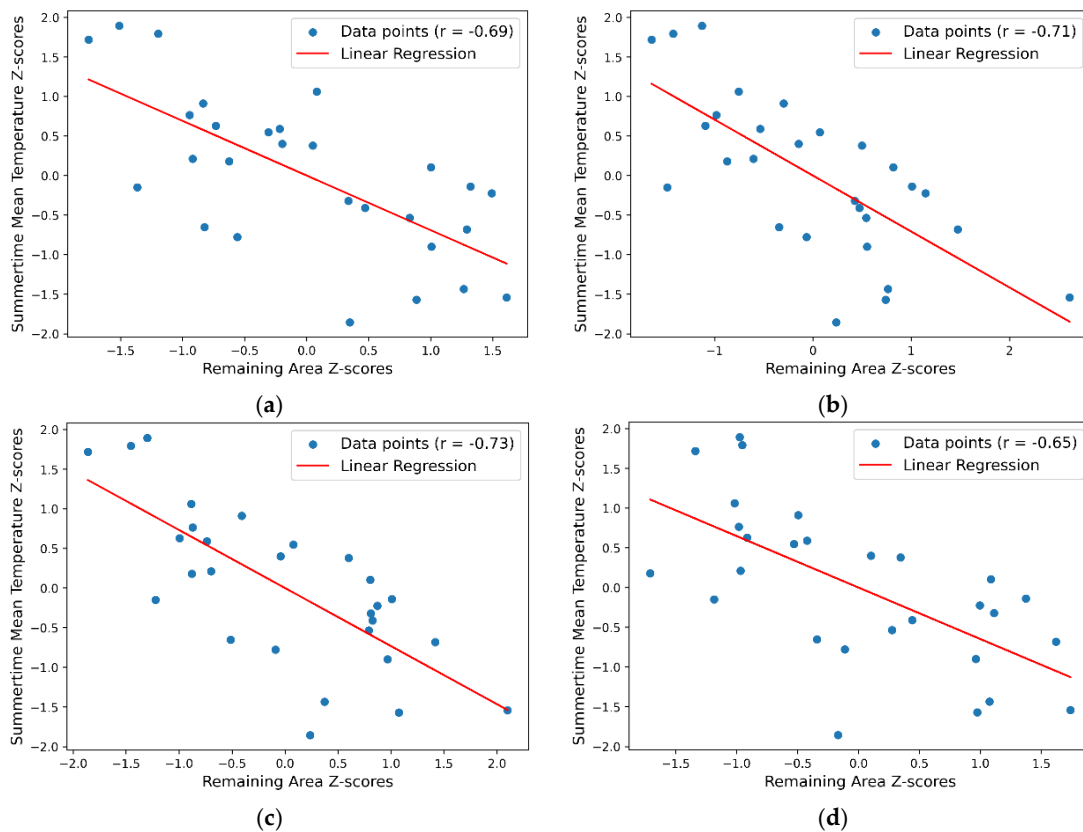 Data points (r = -0.69)
Linear Regression
Summertime Mean Temperature Z-scores
2.0
1.5
1.0
0.5
0.0
−0.5
−1.0
−1.5
−2.0
−1.5 −1.0 −0.5 0.0 0.5 1.0 1.5
Remaining Area Z-scores
(a)
Data points (r = -0.71)
Linear Regression
Summertime Mean Temperature Z-scores
2.0
1.5
1.0
0.5
0.0
−0.5
−1.0
−1.5
−2.0
−1 0 1 2
Remaining Area Z-scores
(b)
Data points (r = -0.73)
Linear Regression
Summertime Mean Temperature Z-scores
2.0
1.5
1.0
0.5
0.0
−0.5
−1.0
−1.5
−2.0
−2.0 −1.5 −1.0 −0.5 0.0 0.5 1.0 1.5 2.0
Remaining Area Z-scores
(c)
Data points (r = -0.65)
Linear Regression
Summertime Mean Temperature Z-scores
2.0
1.5
1.0
0.5
0.0
−0.5
−1.0
−1.5
−2.0
−1.5 −1.0 −0.5 0.0 0.5 1.0 1.5
Remaining Area Z-scores
(d)